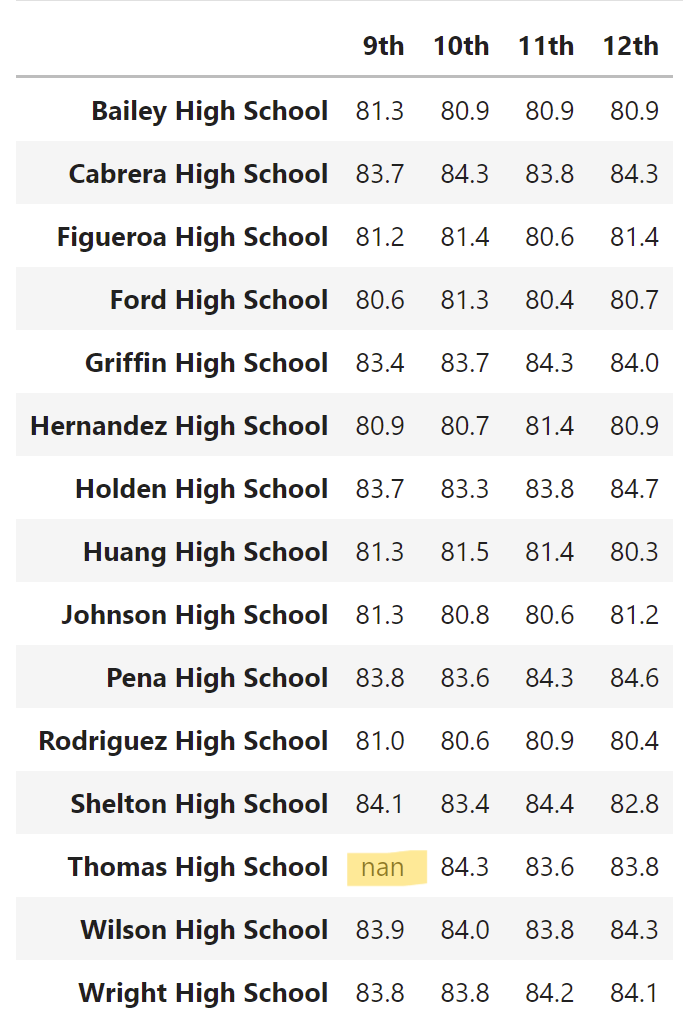 9th 10th 11th 12th
Bailey High School 81.3 80.9 80.9 80.9
Cabrera High School 83.7 84.3 83.8 84.3
Figueroa High School 81.2 81.4 80.6 81.4
Ford High School 80.6 81.3 80.4 80.7
Griffin High School 83.4 83.7 84.3 84.0
Hernandez High School 80.9 80.7 81.4 80.9
Holden High School 83.7 83.3 83.8 84.7
Huang High School 81.3 81.5 81.4 80.3
Johnson High School 81.3 80.8 80.6 81.2
Pena High School 83.8 83.6 84.3 84.6
Rodriguez High School 81.0 80.6 80.9 80.4
Shelton High School 84.1 83.4 84.4 82.8
Thomas High School nan 84.3 83.6 83.8
Wilson High School 83.9 84.0 83.8 84.3
Wright High School 83.8 83.8 84.2 84.1